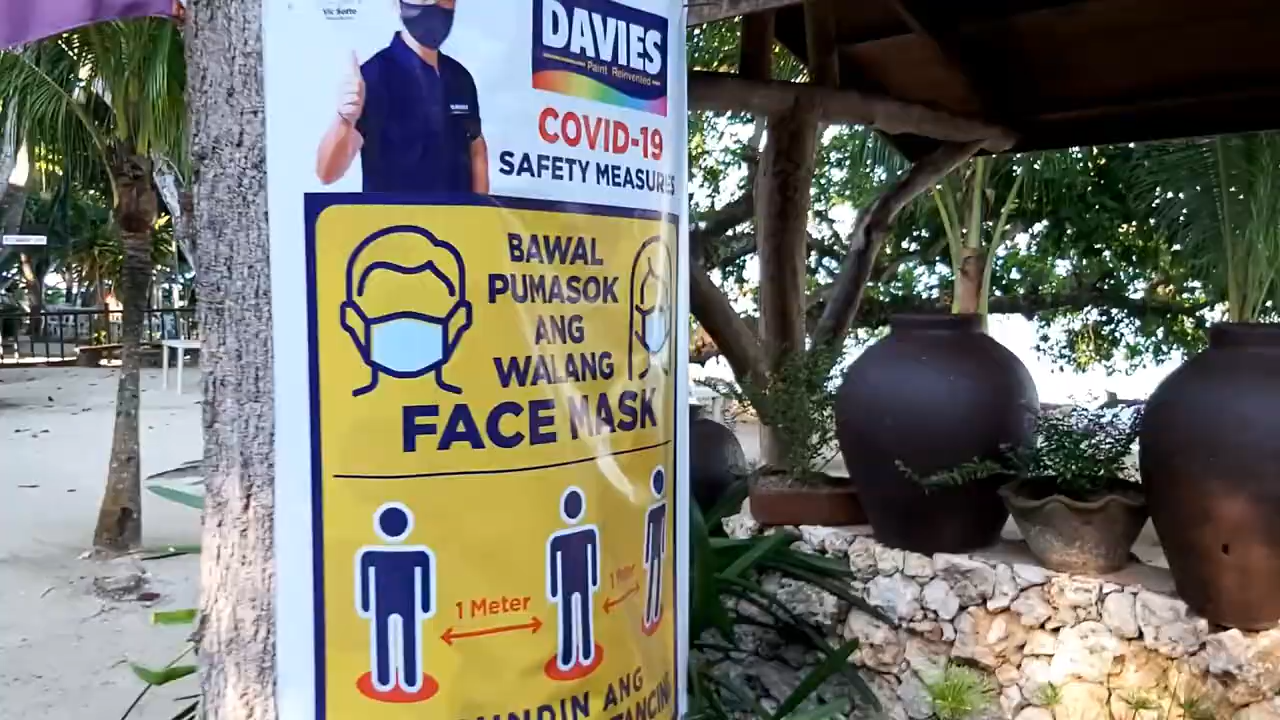 Vic Sotto
DAVIES
Paint Reinvented
COVID-19
SAFETY MEASURES
BAWAL
PUMASOK
ANG
WALANG
FACE MASK
1 Meter
1 Meter
ANG